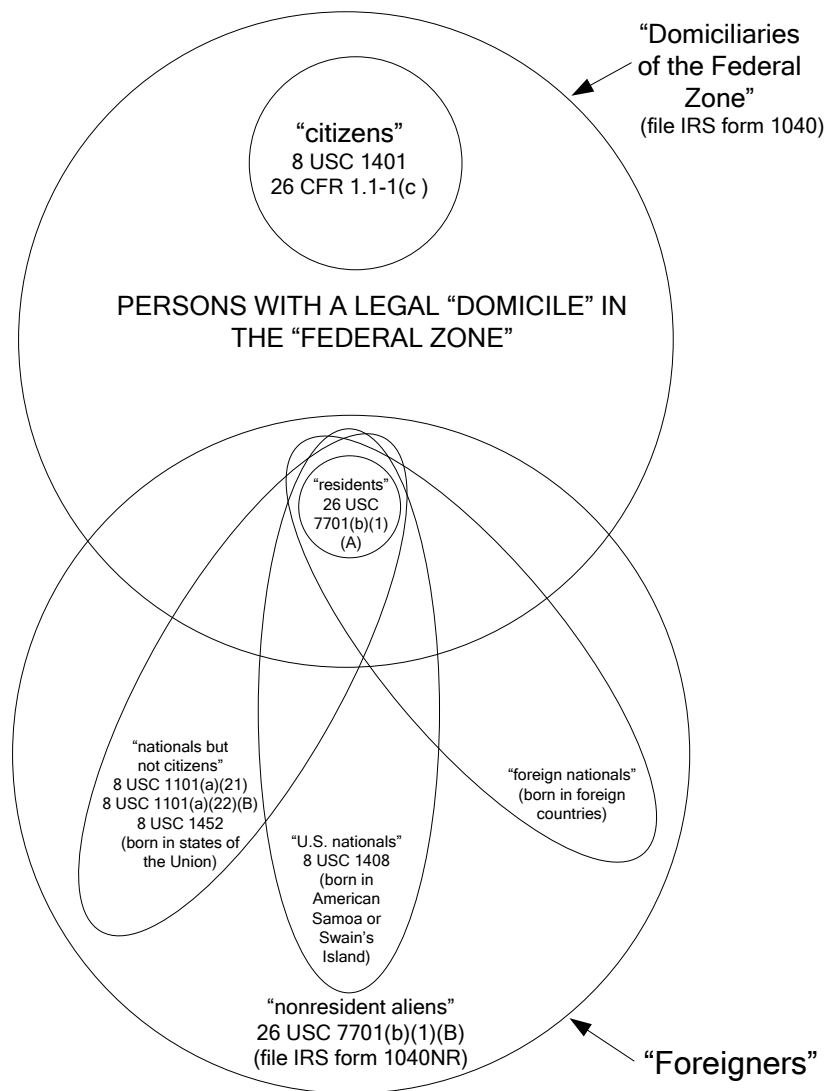 “Domiciliaries
of the Federal
Zone”
(file IRS form 1040)
“citizens”
8 USC 1401
26 CFR 1.1-1(c )
PERSONS WITH A LEGAL “DOMICILE” IN
THE “FEDERAL ZONE”
“residents”
26 USC
7701(b)(1)
(A)
“nationals but
not citizens”
8 USC 1101(a)(21)
8 USC 1101(a)(22)(B)
8 USC 1452
(born in states of
the Union)
“foreign nationals”
(born in foreign
countries)
“U.S. nationals”
8 USC 1408
(born in
American
Samoa or
Swain’s
Island)
“nonresident aliens”
26 USC 7701(b)(1)(B)
(file IRS form 1040NR)
“Foreigners”